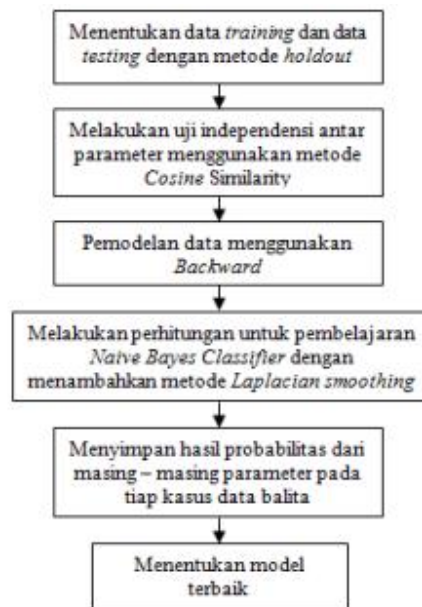 Menentukan data training dan data
testing dengan metode holdout
Melakukan uji independensi antar
parameter menggunakan metode
Cosine Similarity
Pemodelan data menggunakan
Backward
Melakukan perhitungan untuk pembelajaran
Naive Bayes Classifier dengan
menambahkan metode Laplacian smoothing
Menyimpan hasil probabilitas dari
masing – masing parameter pada
tiap kasus data balita
Menentukan model
terbaik